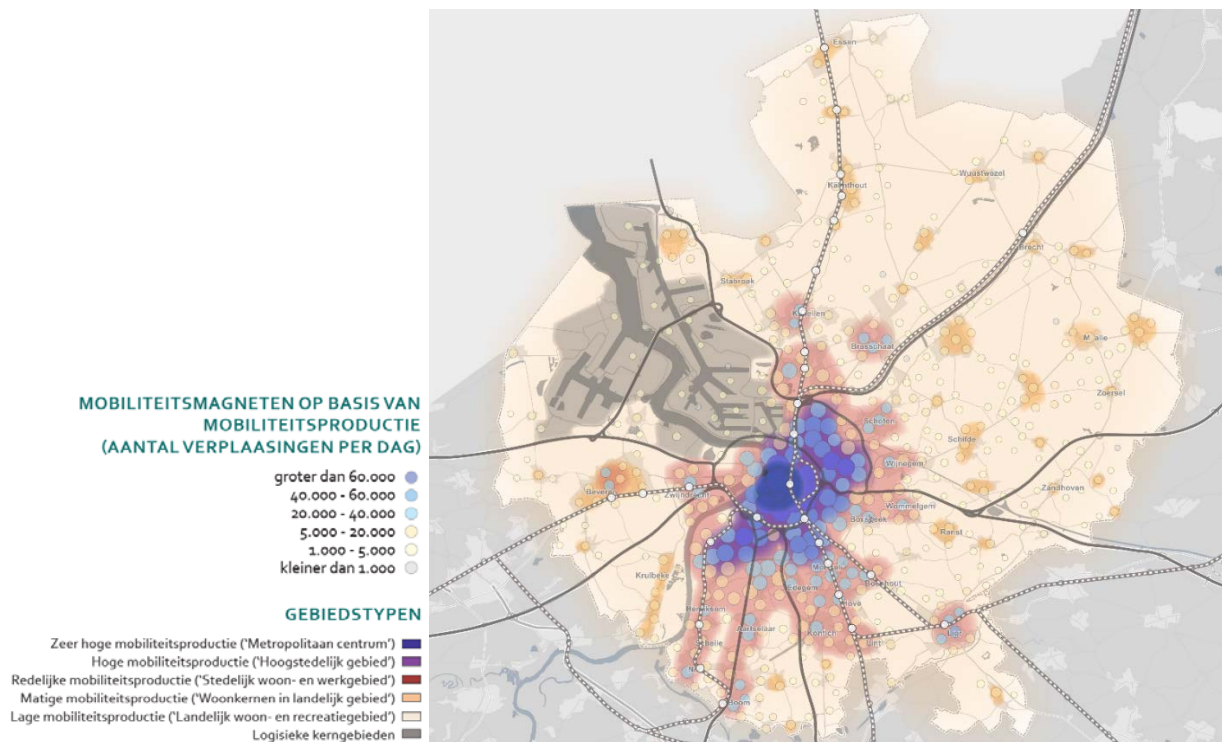 MOBILITEITSMAGNETEN OP BASIS VAN
MOBILITEITSPRODUCTIE
(AANTAL VERPLAASINGEN PER DAG)
groter dan 60.000
40.000 - 60.000
20.000 - 40.000
5.000 - 20.000
1.000 - 5.000
kleiner dan 1.000
GEBIEDSTYPEN
Zeer hoge mobiliteitsproductie (‘Metropolitaan centrum’)
Hoge mobiliteitsproductie (‘Hoogstedelijk gebied’)
Redelijke mobiliteitsproductie (‘Stedelijk woon- en werkgebied’)
Matige mobiliteitsproductie (‘Woonkernen in landelijk gebied’)
Lage mobiliteitsproductie (‘Landelijk woon- en recreatiegebied’)
Logisieke kerngebieden
Essen
Kalmthout
Wuustwezel
Brecht
Stabroek
Kapellen
Brasschaat
Malle
Zoersel
Schoten
Schilde
Wijnegem
Zandhoven
Beveren
Zwijndrecht
Wommelgem
Borsbeek
Ranst
Kruibeke
Edegem
Boechout
Hove
Hemiksem
Aartselaar
Kontich
Lint
Lier
Schelle
Boom